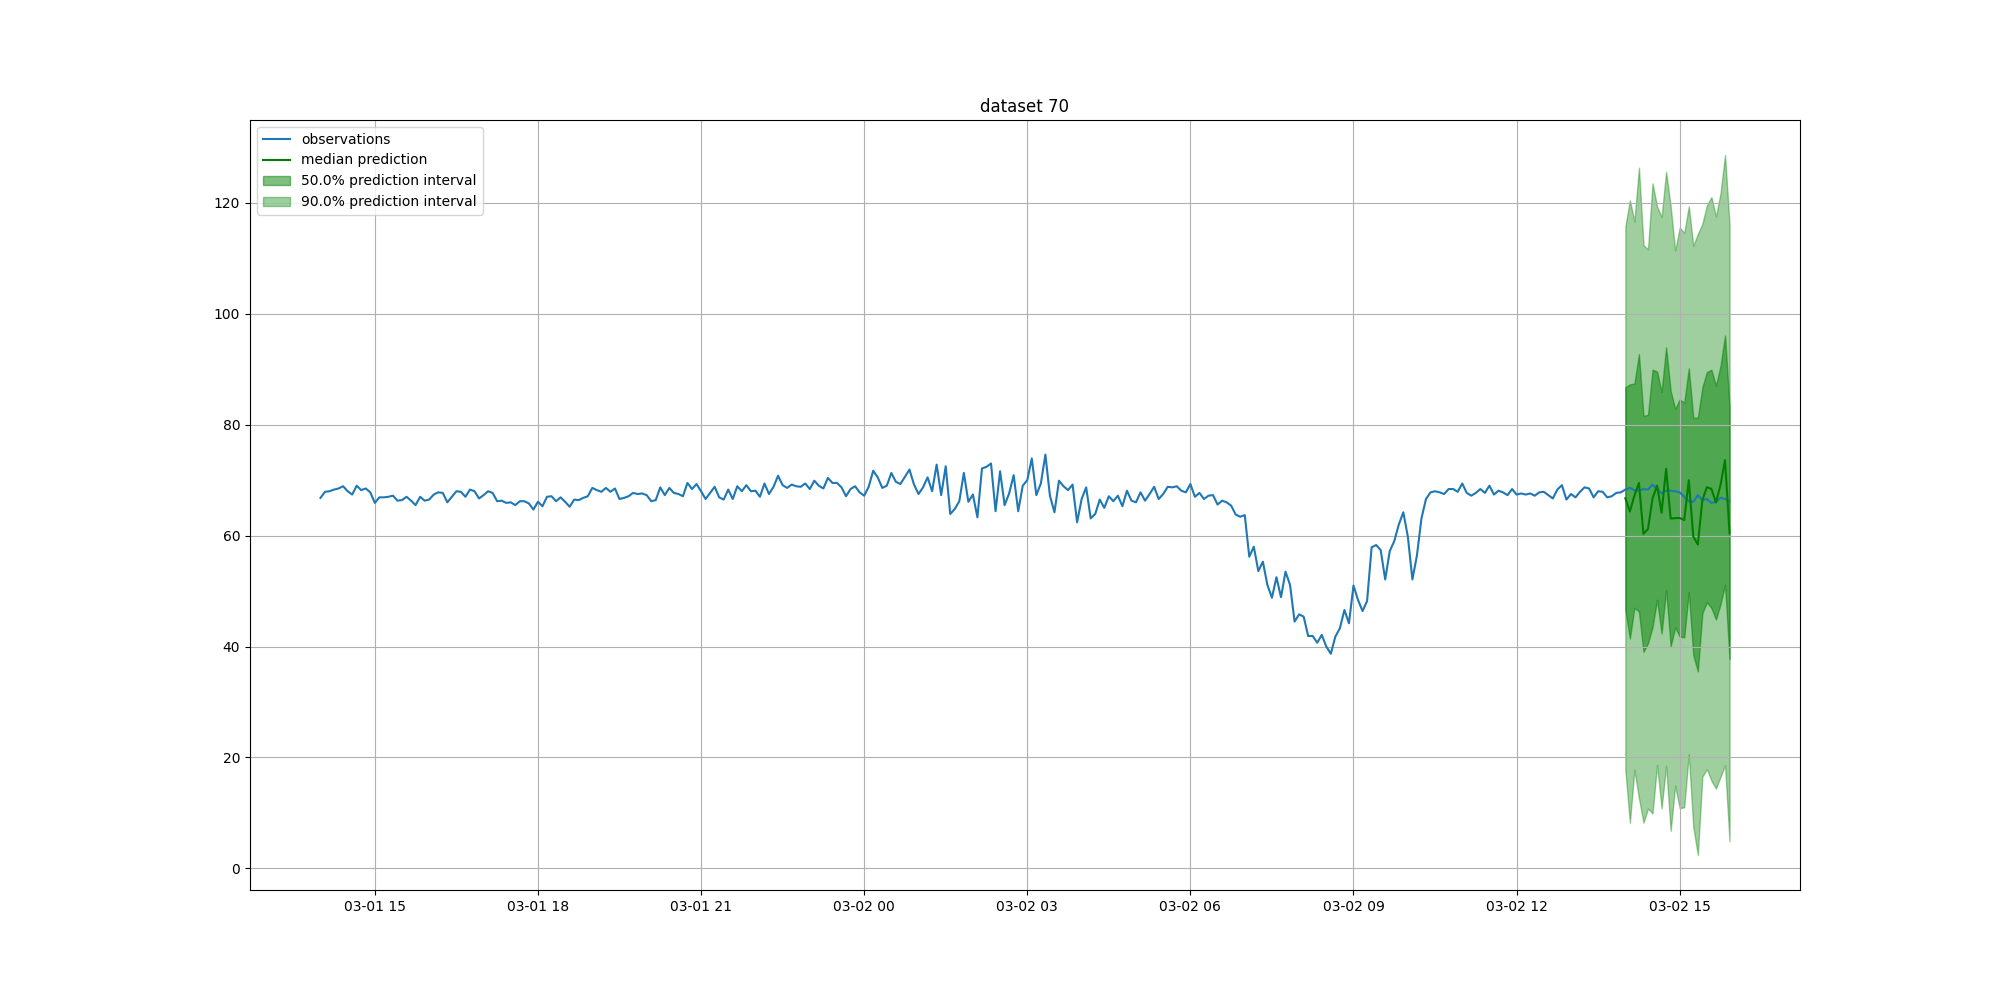 dataset 70
observations
median prediction
50.0% prediction interval
90.0% prediction interval
120
100
80
60
40
20
0
03-01 15 03-01 18 03-01 21 03-02 00 03-02 03 03-02 06 03-02 09 03-02 12 03-02 15